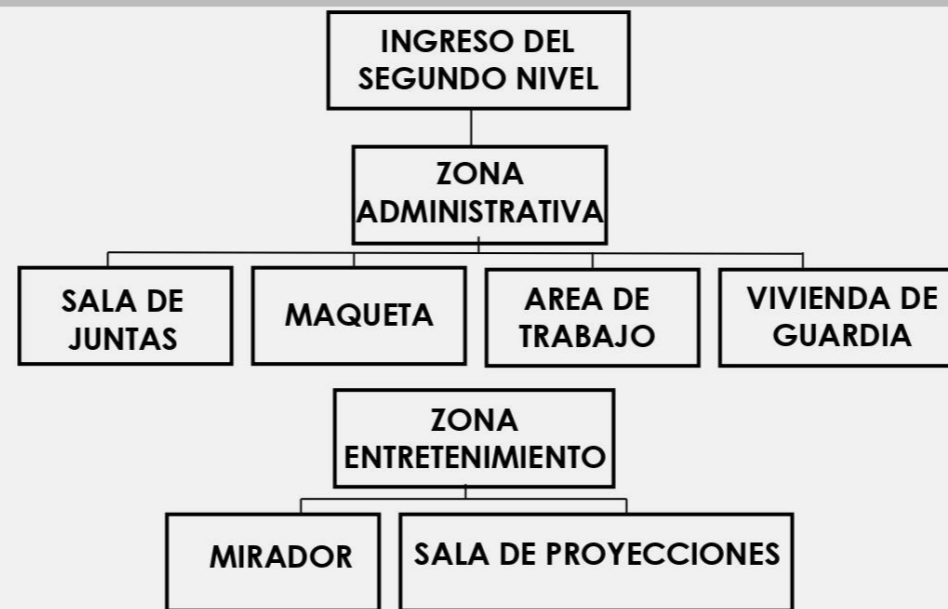 INGRESO DEL
SEGUNDO NIVEL
ZONA
ADMINISTRATIVA
SALA DE
JUNTAS
MAQUETA
AREA DE
TRABAJO
VIVIENDA DE
GUARDIA
ZONA
ENTRETENIMIENTO
MIRADOR
SALA DE PROYECCIONES